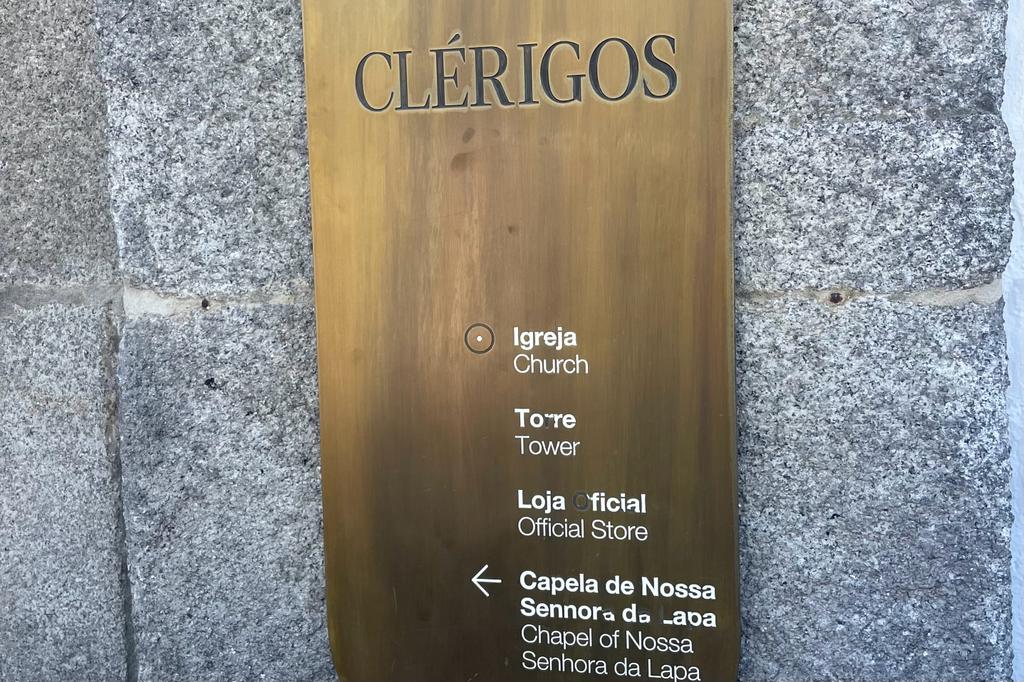 CLÉRIGOS
Igreja
Church
Torre
Tower
Loja Oficial
Official Store
Capela de Nossa
Senhora da Lapa
Chapel of Nossa
Senhora da Lapa